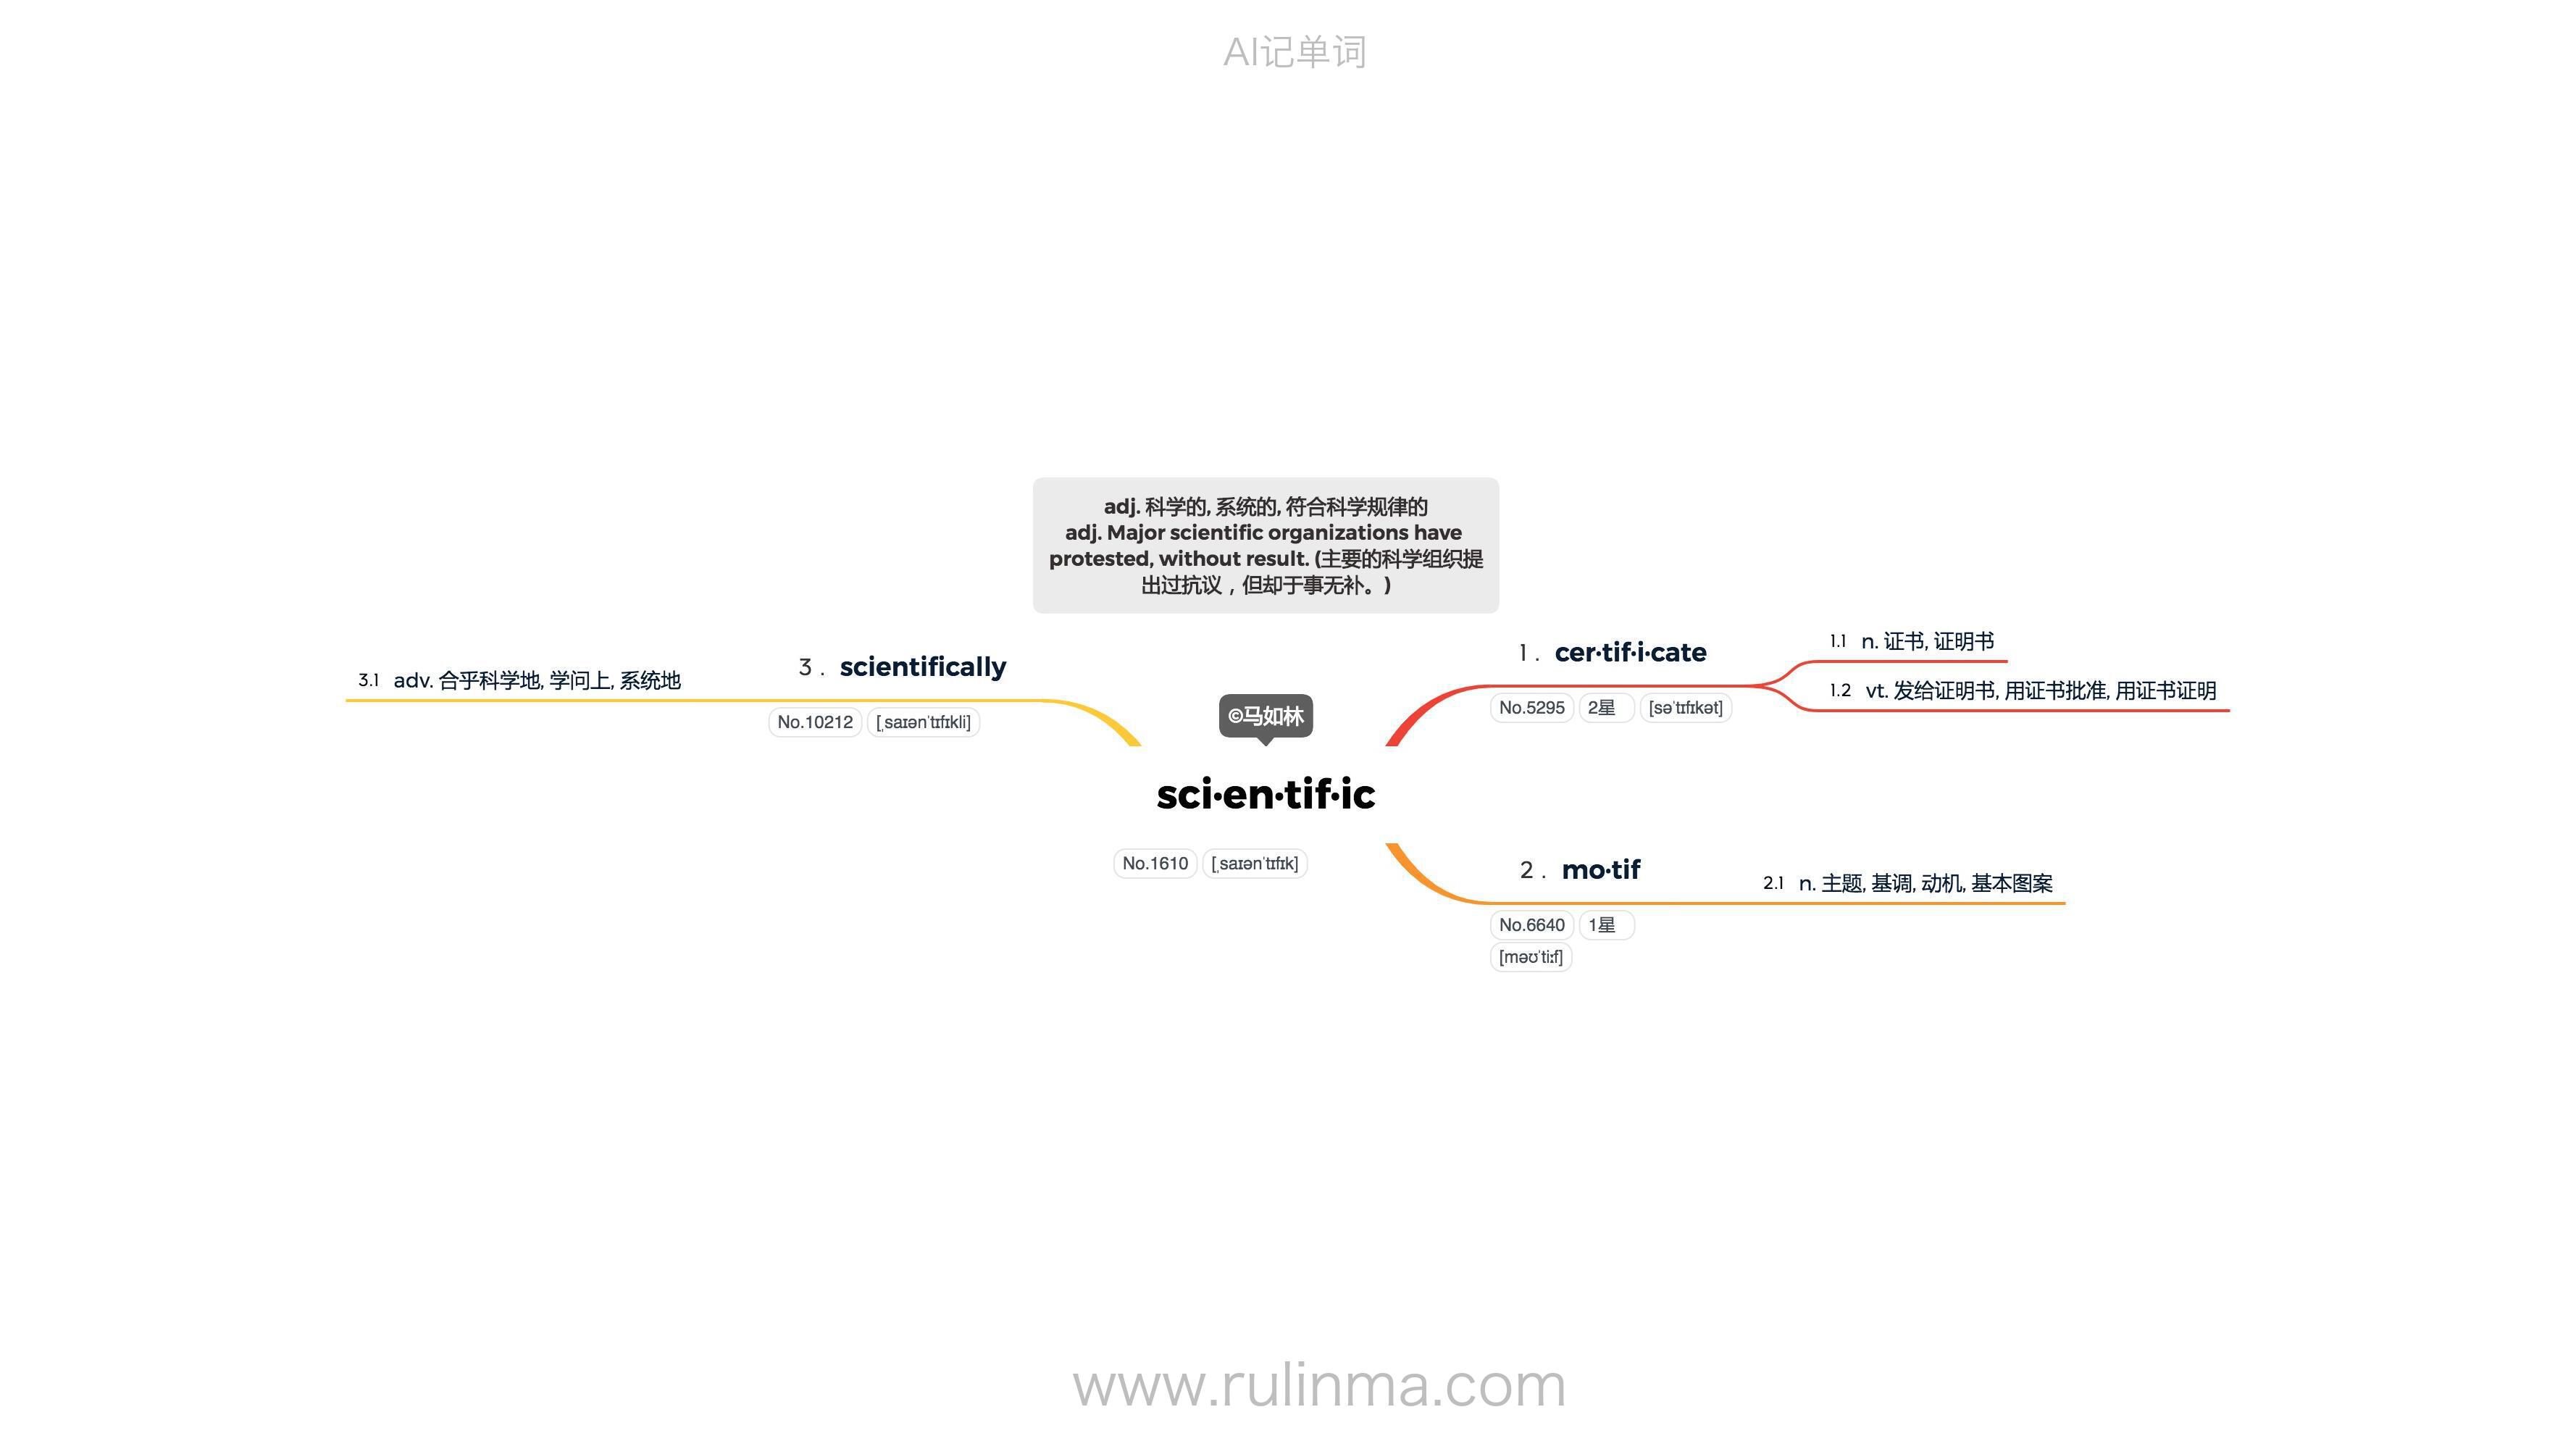 AI记单词
adj. 科学的, 系统的, 符合科学规律的
adj. Major scientific organizations have
protested, without result. (主要的科学组织提
出过抗议，但却于事无补。)
©马如林
sci·en·tif·ic
No.1610 [ˌsaɪənˈtɪfɪk]
1. cer·tif·i·cate
No.5295 2星 [səˈtɪfɪkət]
1.1 n. 证书, 证明书
1.2 vt. 发给证明书, 用证书批准, 用证书证明
2. mo·tif
No.6640 1星
[məʊˈtiːf]
2.1 n. 主题, 基调, 动机, 基本图案
3. scientifically
No.10212 [ˌsaɪənˈtɪfɪkli]
3.1 adv. 合乎科学地, 学问上, 系统地
www.rulinma.com